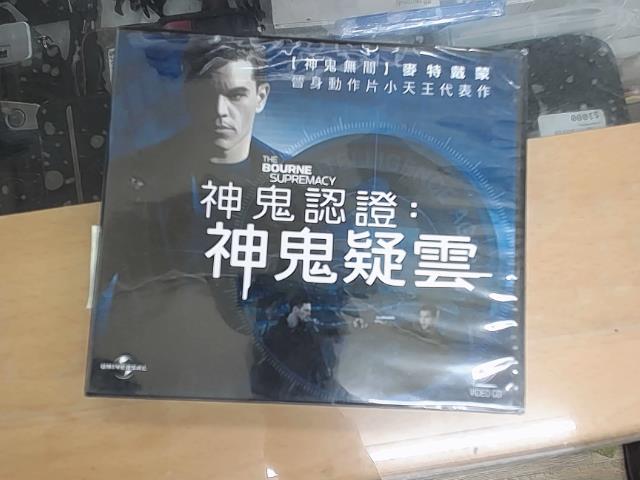 【神鬼無間】麥特戴蒙
晉身動作片小天王代表作
THE
BOURNE
SUPREMACY
神鬼認證：
神鬼疑雲
VIDEO CD
$1000